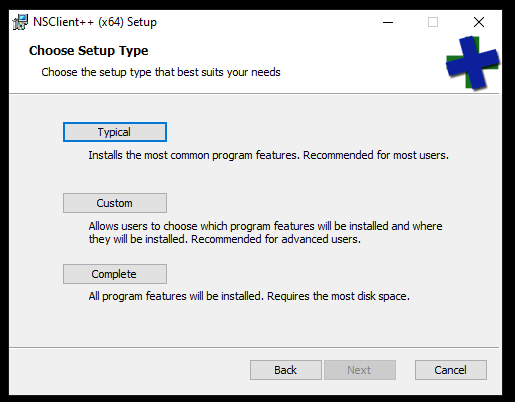 NSClient++ (x64) Setup
Choose Setup Type
Choose the setup type that best suits your needs
Typical
Installs the most common program features. Recommended for most users.
Custom
Allows users to choose which program features will be installed and where
they will be installed. Recommended for advanced users.
Complete
All program features will be installed. Requires the most disk space.
Back Next Cancel